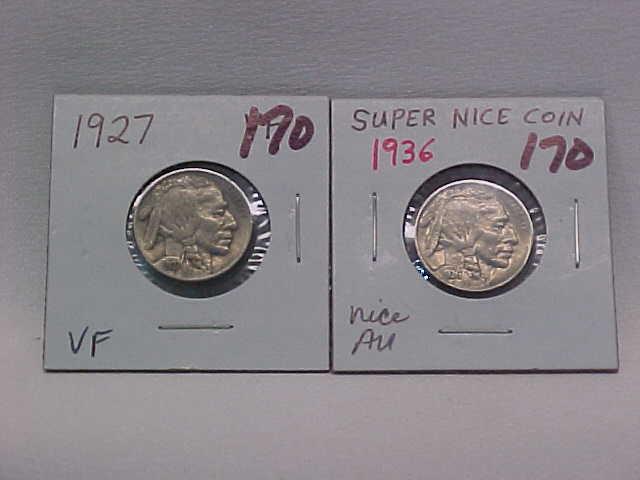 1927
170
VF
SUPER NICE COIN
1936 170
nice
AU